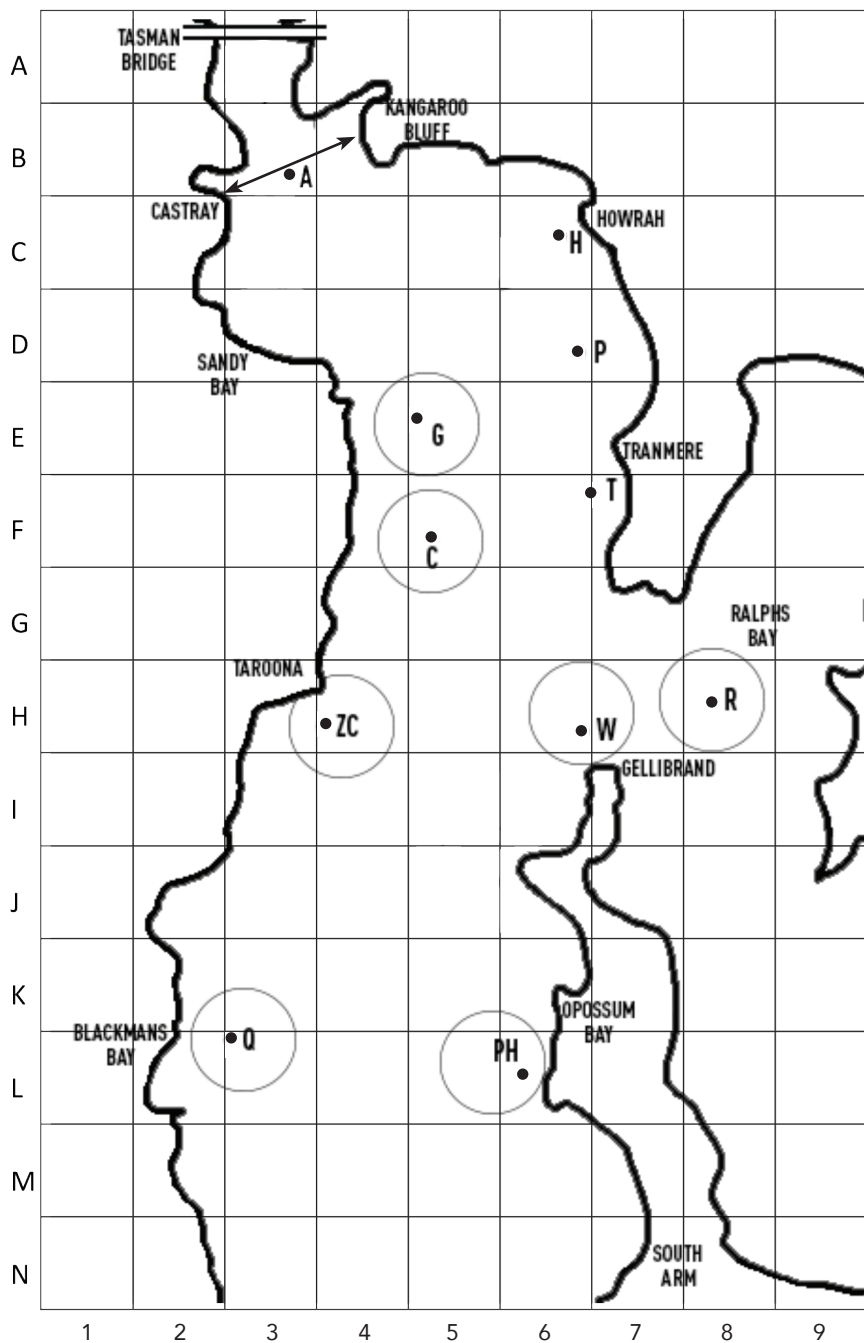 TASMAN
BRIDGE
A
KANGAROO
BLUFF
B
A
CASTRAY
HOWRAH
C
H
D
P
SANDY
BAY
E
G
TRANMERE
T
F
C
G
RALPHS
BAY
TAROONA
H
ZC
W
R
GELLIBRAND
I
J
K
OPOSSUM
BAY
BLACKMANS
BAY
Q
PH
L
M
N
SOUTH
ARM
1 2 3 4 5 6 7 8 9